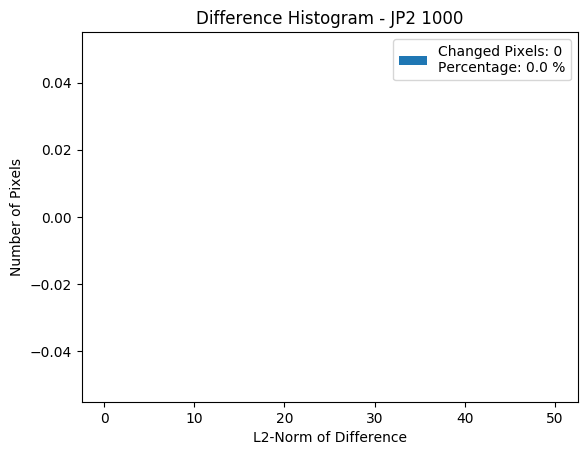 Difference Histogram - JP2 1000
Changed Pixels: 0
Percentage: 0.0 %
Number of Pixels
0.04
0.02
0.00
−0.02
−0.04
0 10 20 30 40 50
L2-Norm of Difference